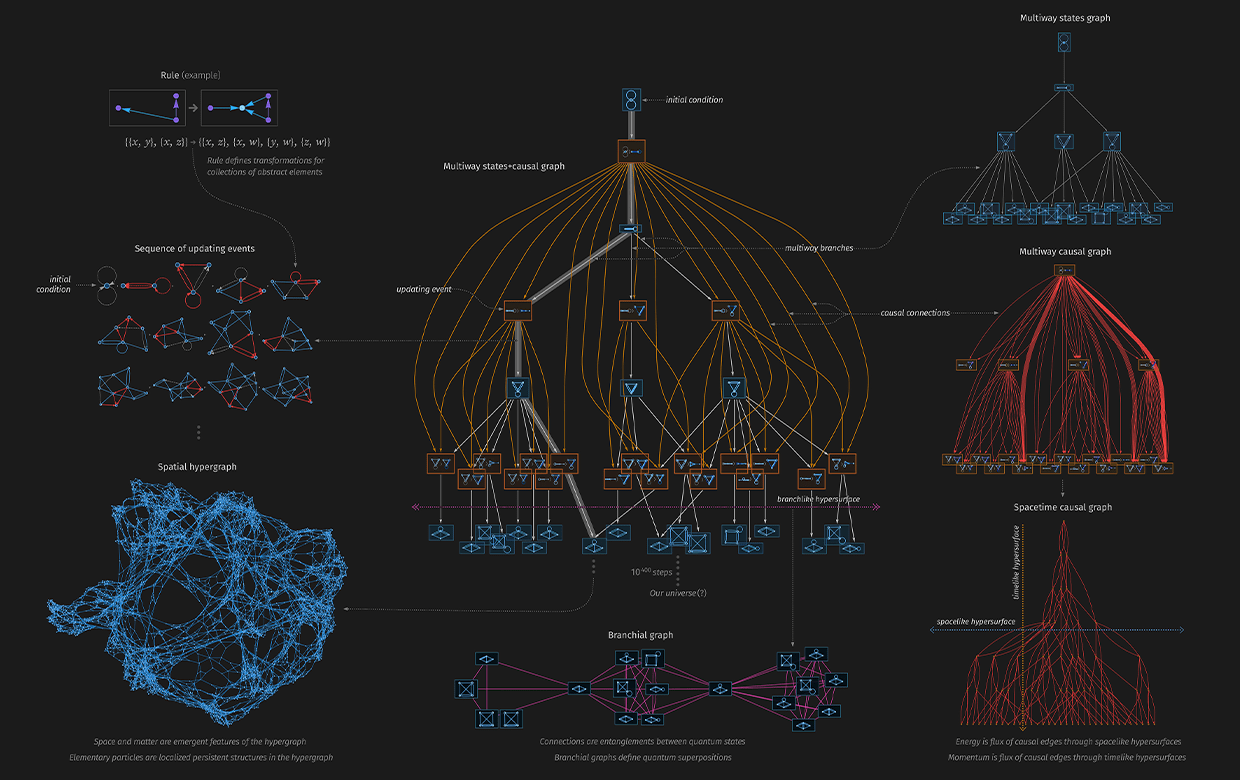 Rule (example)
{{x, y}, {x, z}} → {{x, z}, {x, w}, {y, w}, {z, w}}
Rule defines transformations for
collections of abstract elements
Sequence of updating events
initial
condition
Spatial hypergraph
Space and matter are emergent features of the hypergraph
Elementary particles are localized persistent structures in the hypergraph
initial condition
Multiway states+causal graph
multiway branches
updating event
causal connections
branchlike hypersurface
10^400 steps
Our universe(?)
Branchial graph
Connections are entanglements between quantum states
Branchial graphs define quantum superpositions
Multiway states graph
Multiway causal graph
Spacetime causal graph
timelike hypersurface
spacelike hypersurface
Energy is flux of causal edges through spacelike hypersurfaces
Momentum is flux of causal edges through timelike hypersurfaces